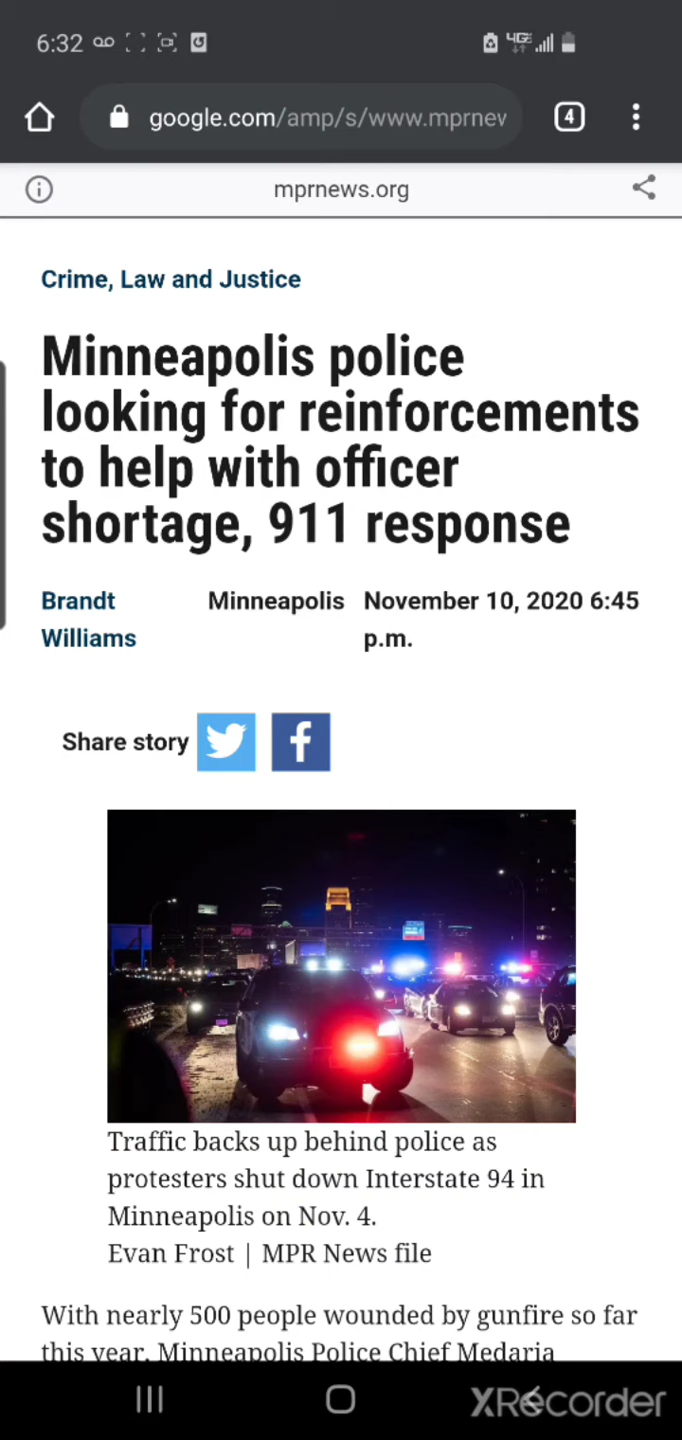 6:32
4GE
google.com/amp/s/www.mprnev
4
mprnews.org
Crime, Law and Justice
Minneapolis police
looking for reinforcements
to help with officer
shortage, 911 response
Brandt Williams
Minneapolis
November 10, 2020 6:45 p.m.
Share story
Traffic backs up behind police as
protesters shut down Interstate 94 in
Minneapolis on Nov. 4.
Evan Frost | MPR News file
With nearly 500 people wounded by gunfire so far
this year, Minneapolis Police Chief Medaria
XRecorder